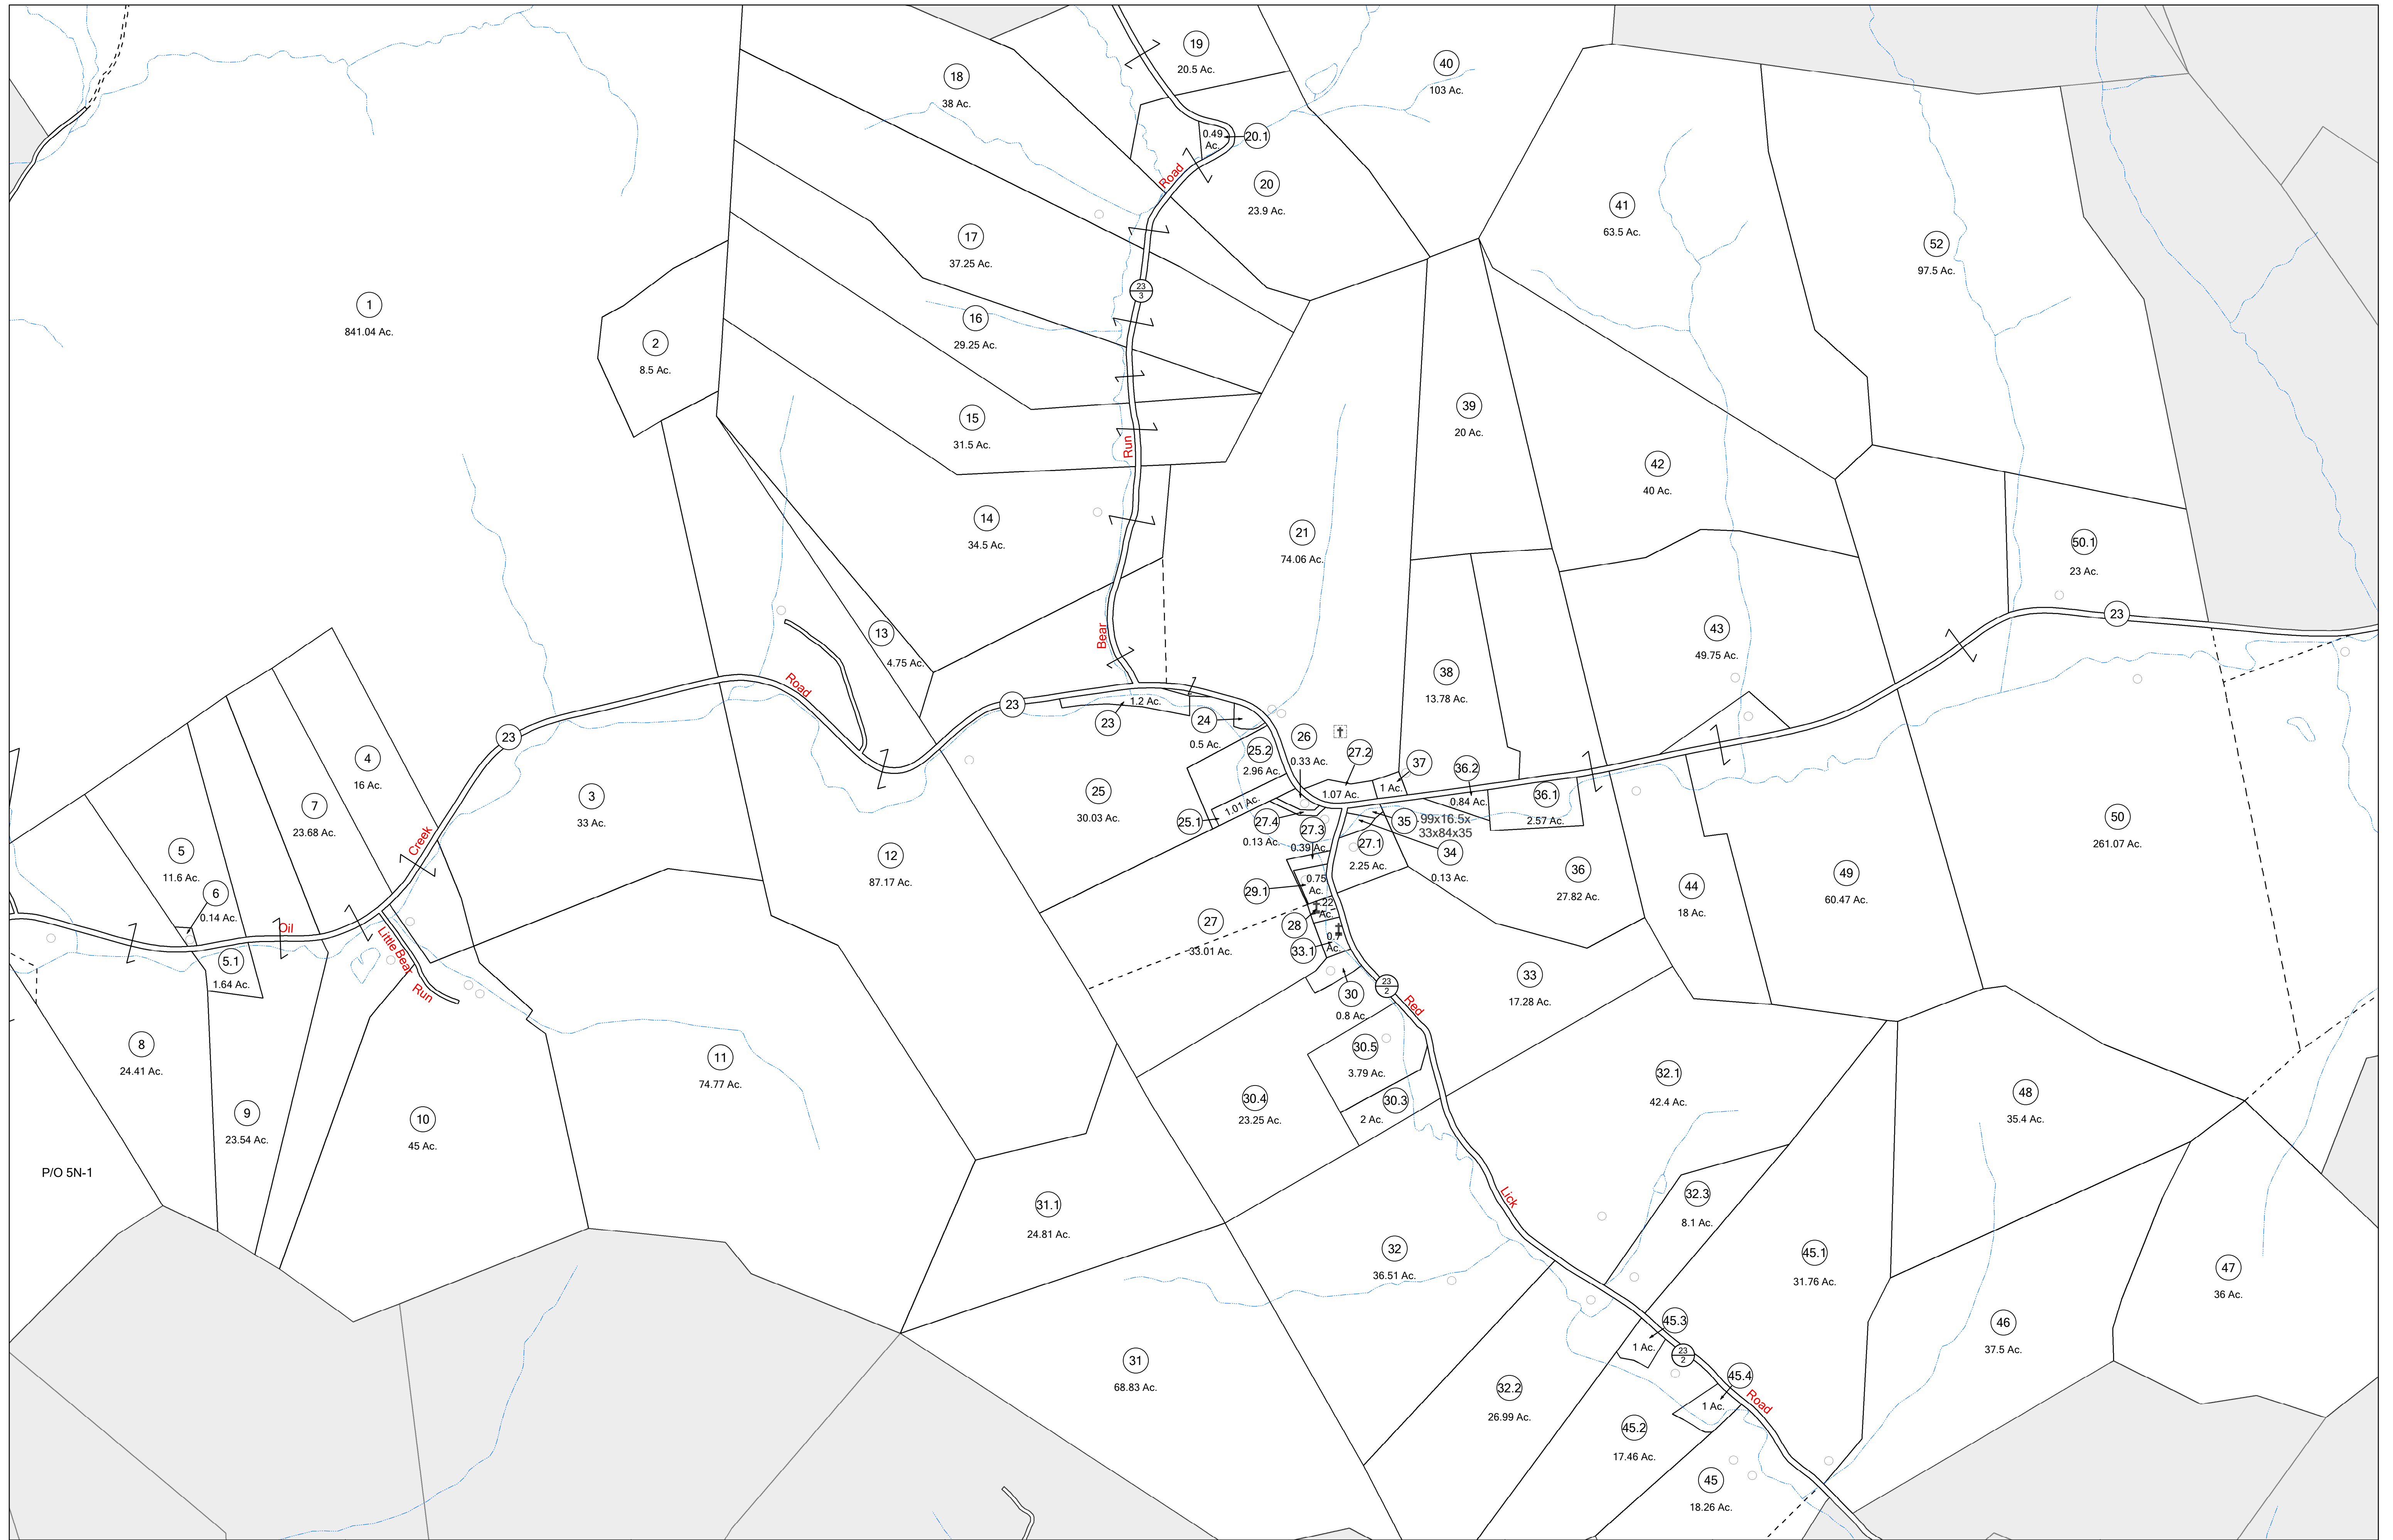 19
20.5 Ac.
40
103 Ac.
18
38 Ac.
0.49
Ac.
20.1
Road
20
23.9 Ac.
41
63.5 Ac.
17
37.25 Ac.
52
97.5 Ac.
23
3
1
841.04 Ac.
16
29.25 Ac.
2
8.5 Ac.
39
20 Ac.
15
31.5 Ac.
Run
42
40 Ac.
14
34.5 Ac.
21
74.06 Ac.
50.1
23 Ac.
23
13
4.75 Ac.
Bear
43
49.75 Ac.
38
13.78 Ac.
Road
23
1.2 Ac.
23
24
0.5 Ac.
23
4
16 Ac.
26
0.33 Ac.
25.2
2.96 Ac.
27.2
1.07 Ac.
37
1 Ac.
36.2
0.84 Ac.
36.1
2.57 Ac.
3
33 Ac.
7
23.68 Ac.
25
30.03 Ac.
1.01 Ac.
25.1
27.4
0.13 Ac.
27.3
0.39 Ac.
35
99x16.5x
33x84x35
34
0.13 Ac.
27.1
2.25 Ac.
50
261.07 Ac.
Creek
5
11.6 Ac.
6
0.14 Ac.
12
87.17 Ac.
36
27.82 Ac.
49
60.47 Ac.
44
18 Ac.
29.1
0.75
Ac.
.22
Ac.
28
27
33.01 Ac.
33.1
0.7
Ac.
Oil
5.1
1.64 Ac.
Little Bear
Run
30
0.8 Ac.
23
2
Red
33
17.28 Ac.
8
24.41 Ac.
11
74.77 Ac.
30.5
3.79 Ac.
32.1
42.4 Ac.
30.4
23.25 Ac.
30.3
2 Ac.
48
35.4 Ac.
9
23.54 Ac.
10
45 Ac.
P/O 5N-1
31.1
24.81 Ac.
Lick
32.3
8.1 Ac.
32
36.51 Ac.
45.1
31.76 Ac.
47
36 Ac.
45.3
1 Ac.
46
37.5 Ac.
23
2
31
68.83 Ac.
32.2
26.99 Ac.
45.4
1 Ac.
Road
45.2
17.46 Ac.
45
18.26 Ac.